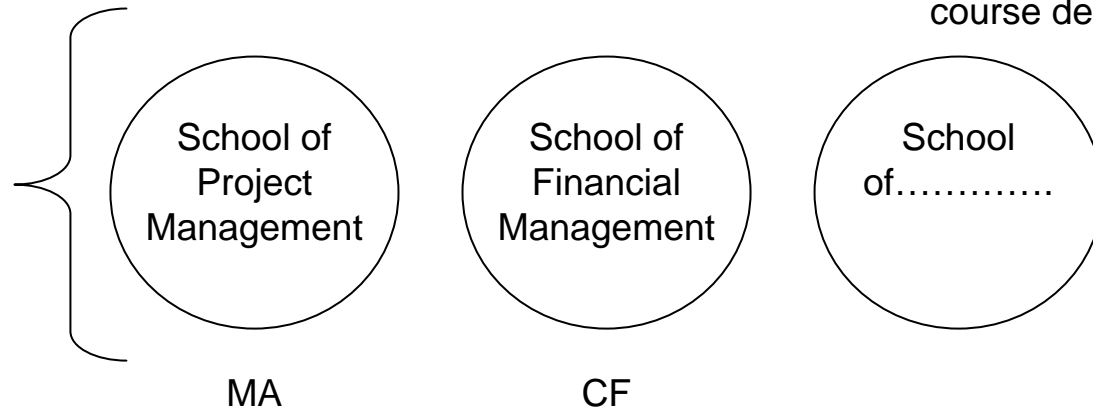 course de
School of
Project
Management
School of
Financial
Management
School
of………….
MA
CF